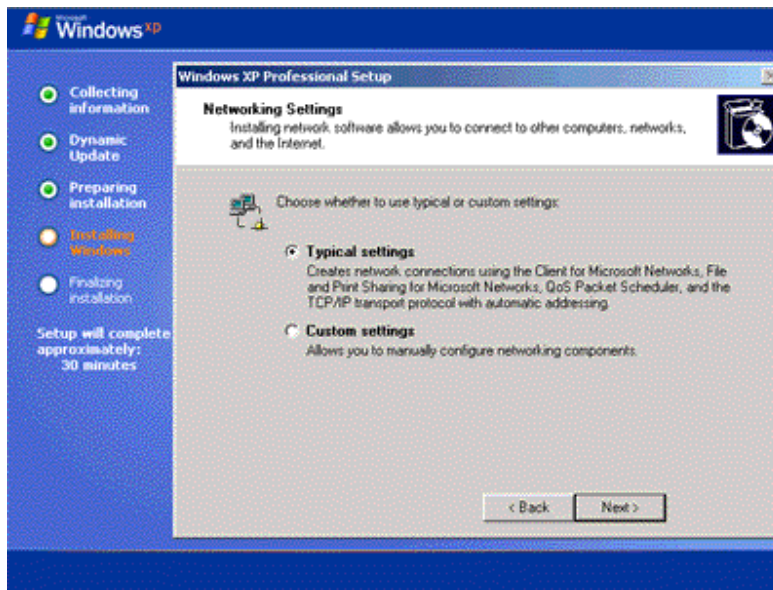 Microsoft
Windows xp
Collecting
information
Dynamic
Update
Preparing
installation
Installing
Windows
Finalizing
installation
Setup will complete
approximately:
30 minutes
Windows XP Professional Setup
Networking Settings
Installing network software allows you to connect to other computers, networks,
and the Internet.
Choose whether to use typical or custom settings:
Typical settings
Creates network connections using the Client for Microsoft Networks, File
and Print Sharing for Microsoft Networks, QoS Packet Scheduler, and the
TCP/IP transport protocol with automatic addressing.
Custom settings
Allows you to manually configure networking components.
< Back
Next >